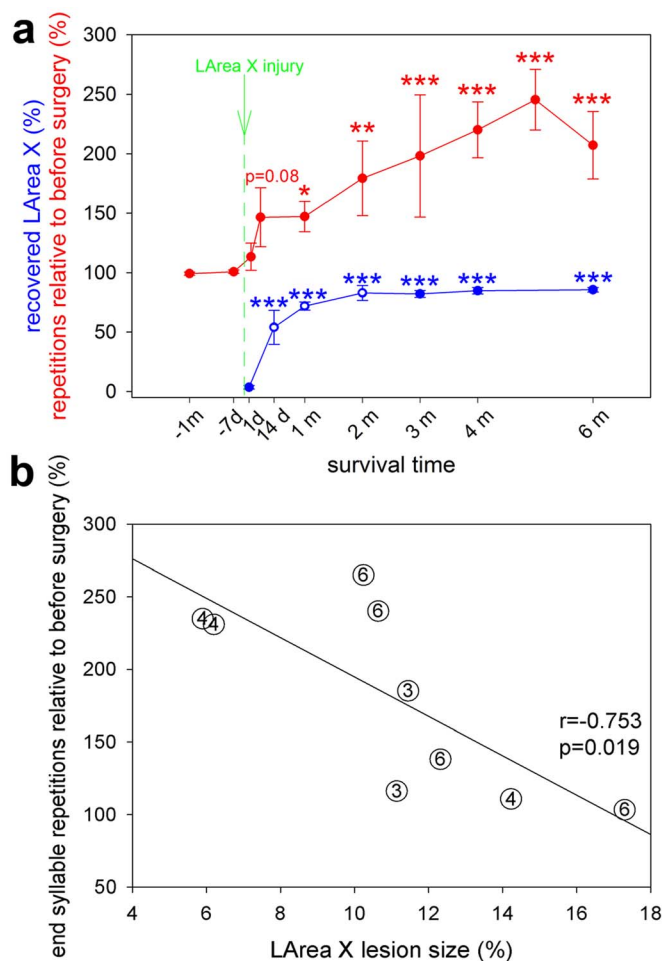 a
recovered LArea X (%)
repetitions relative to before surgery (%)
300
250
200
150
100
50
0
LArea X injury
p=0.08
*
**
***
***
***
***
***
***
***
***
***
-1m
-7d
1d
14 d
1 m
2 m
3 m
4 m
6 m
survival time
b
end syllable repetitions relative to before surgery (%)
300
250
200
150
100
50
6
6
4
4
3
6
3
4
6
r=-0.753
p=0.019
4
6
8
10
12
14
16
18
LArea X lesion size (%)